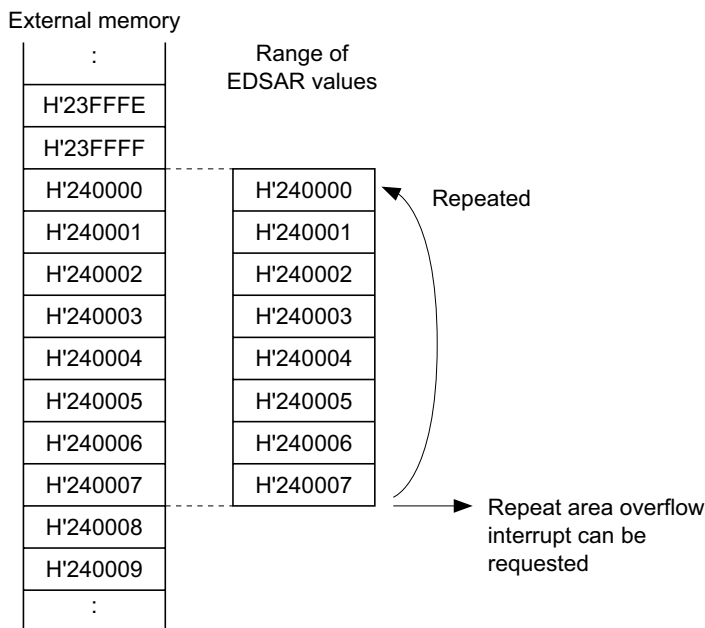 External memory
:
H'23FFFE
H'23FFFF
H'240000
H'240001
H'240002
H'240003
H'240004
H'240005
H'240006
H'240007
H'240008
H'240009
:
Range of
EDSAR values
H'240000
H'240001
H'240002
H'240003
H'240004
H'240005
H'240006
H'240007
Repeated
Repeat area overflow
interrupt can be
requested